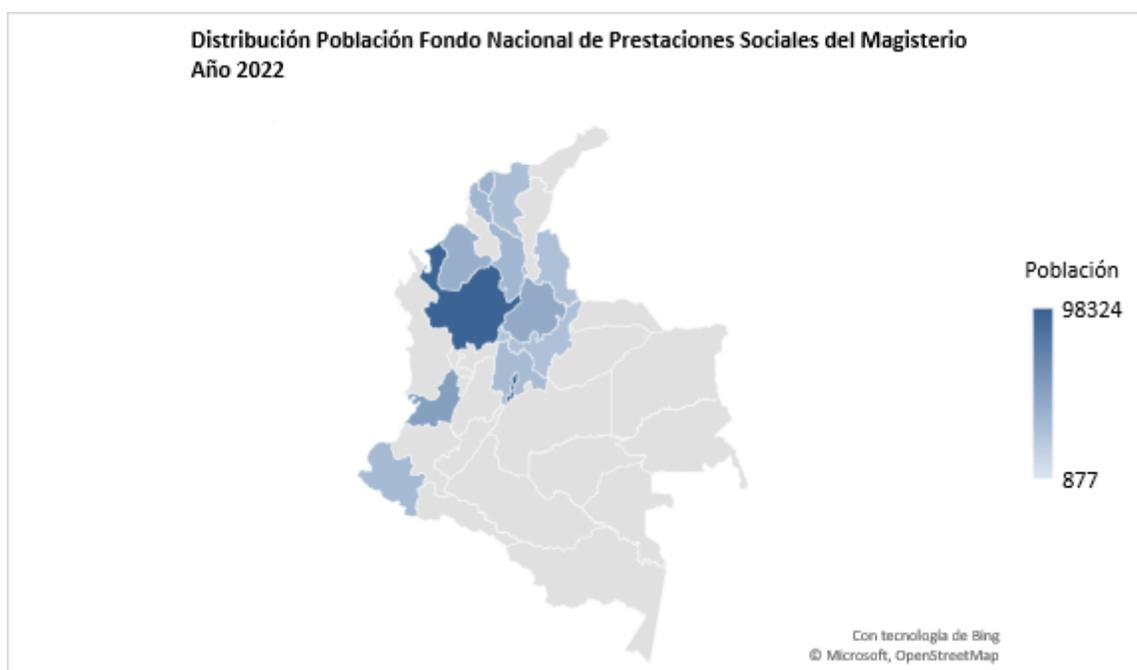 Distribución Población Fondo Nacional de Prestaciones Sociales del Magisterio
Año 2022
Población
98324
877
Con tecnología de Bing
© Microsoft, OpenStreetMap